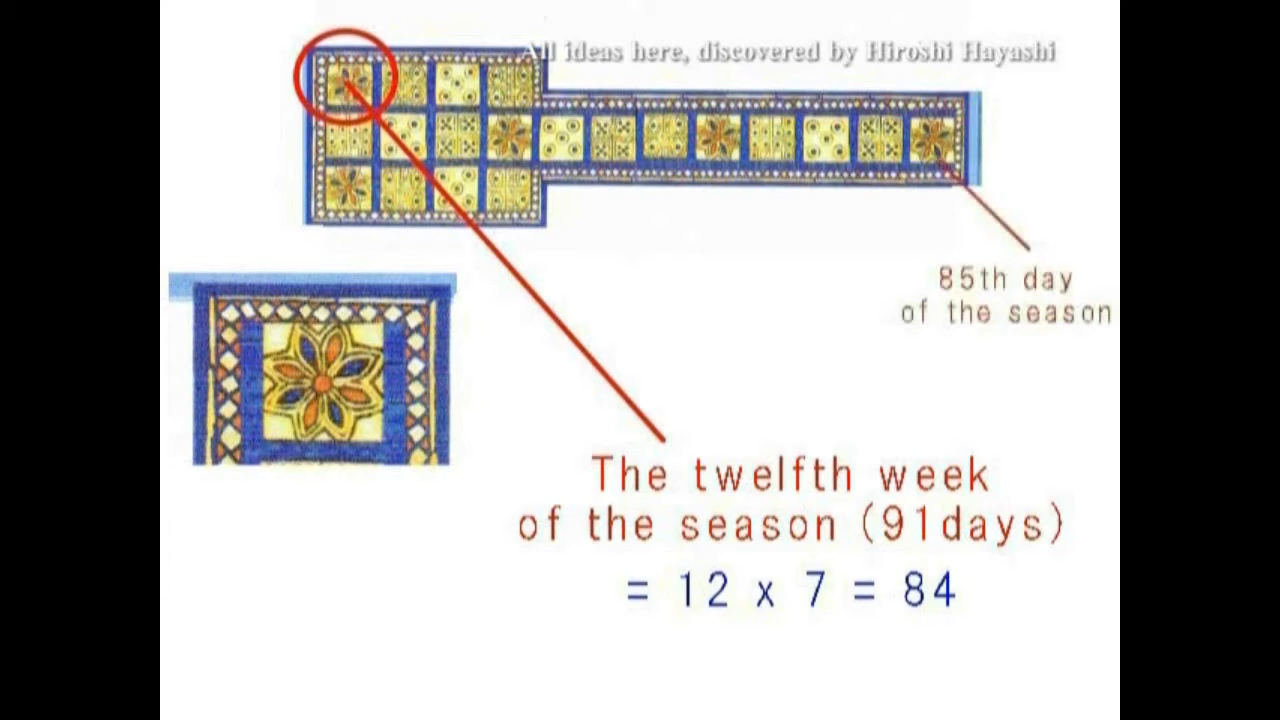 All ideas here, discovered by Hiroshi Hayashi
85th day
of the season
The twelfth week
of the season (91days)
= 12 x 7 = 84